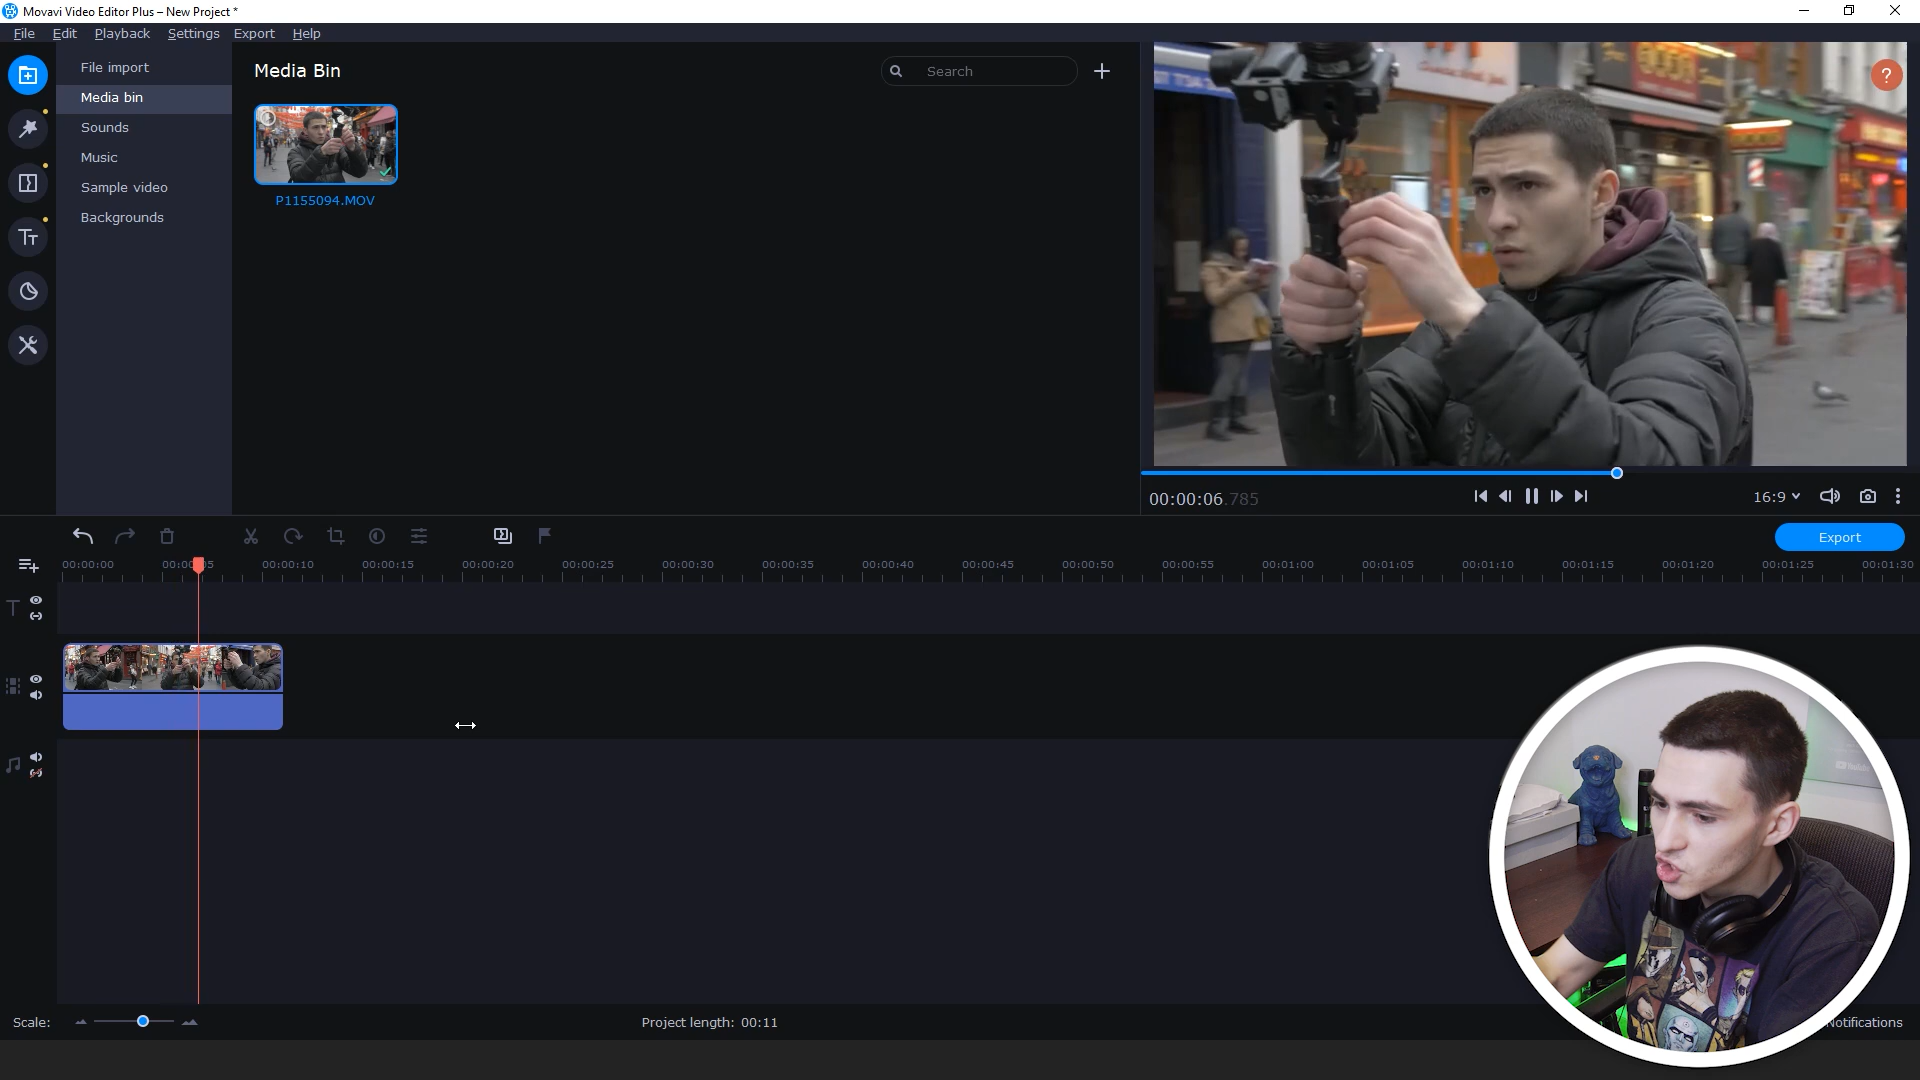 Movavi Video Editor Plus – New Project *
File Edit Playback Settings Export Help
File import
Media bin
Sounds
Music
Sample video
Backgrounds
Media Bin
Search
P1155094.MOV
?
00:00:06.785
16:9
Export
00:00:00 00:00:05 00:00:10 00:00:15 00:00:20 00:00:25 00:00:30 00:00:35 00:00:40 00:00:45 00:00:50 00:00:55 00:01:00 00:01:05 00:01:10 00:01:15 00:01:20 00:01:25 00:01:30
Scale:
Project length: 00:11
Notifications